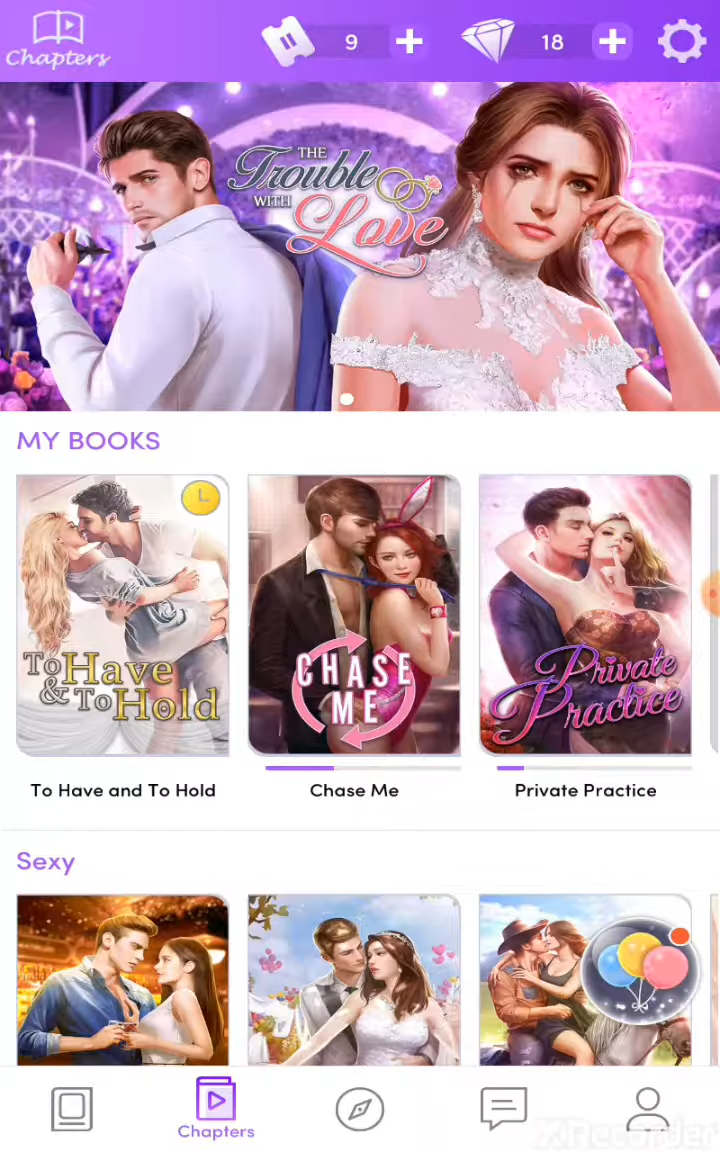 Chapters
9
18
THE
Trouble
WITH
Love
MY BOOKS
To Have
& To Hold
CHASE
ME
Private
Practice
To Have and To Hold
Chase Me
Private Practice
Sexy
Chapters
XRecorder